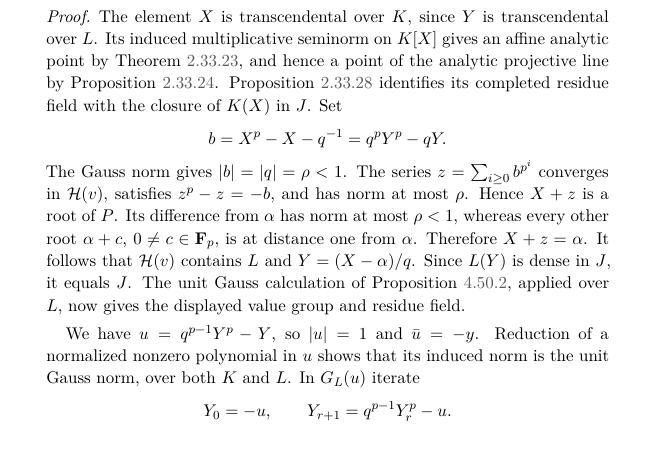 Proof. The element X is transcendental over K, since Y is transcendental
over L. Its induced multiplicative seminorm on K[X] gives an affine analytic
point by Theorem 2.33.23, and hence a point of the analytic projective line
by Proposition 2.33.24. Proposition 2.33.28 identifies its completed residue
field with the closure of K(X) in J. Set
b = X^p − X − q^{−1} = q^pY^p − qY.
The Gauss norm gives |b| = |q| = ρ < 1. The series z = ∑_{i≥0} b^{p^i} converges
in ℋ(v), satisfies z^p − z = −b, and has norm at most ρ. Hence X + z is a
root of P. Its difference from α has norm at most ρ < 1, whereas every other
root α + c, 0 ≠ c ∈ F_p, is at distance one from α. Therefore X + z = α. It
follows that ℋ(v) contains L and Y = (X − α)/q. Since L(Y) is dense in J,
it equals J. The unit Gauss calculation of Proposition 4.50.2, applied over
L, now gives the displayed value group and residue field.
We have u = q^{p−1}Y^p − Y, so |u| = 1 and ū = −y. Reduction of a
normalized nonzero polynomial in u shows that its induced norm is the unit
Gauss norm, over both K and L. In G_L(u) iterate
Y_0 = −u, Y_{r+1} = q^{p−1}Y_r^p − u.